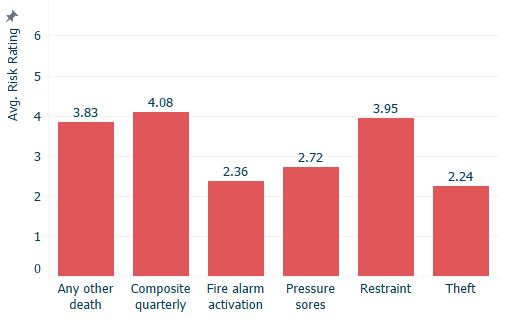 Avg. Risk Rating
6
5
4
3
2
1
0
3.83
4.08
2.36
2.72
3.95
2.24
Any other
death
Composite
quarterly
Fire alarm
activation
Pressure
sores
Restraint
Theft